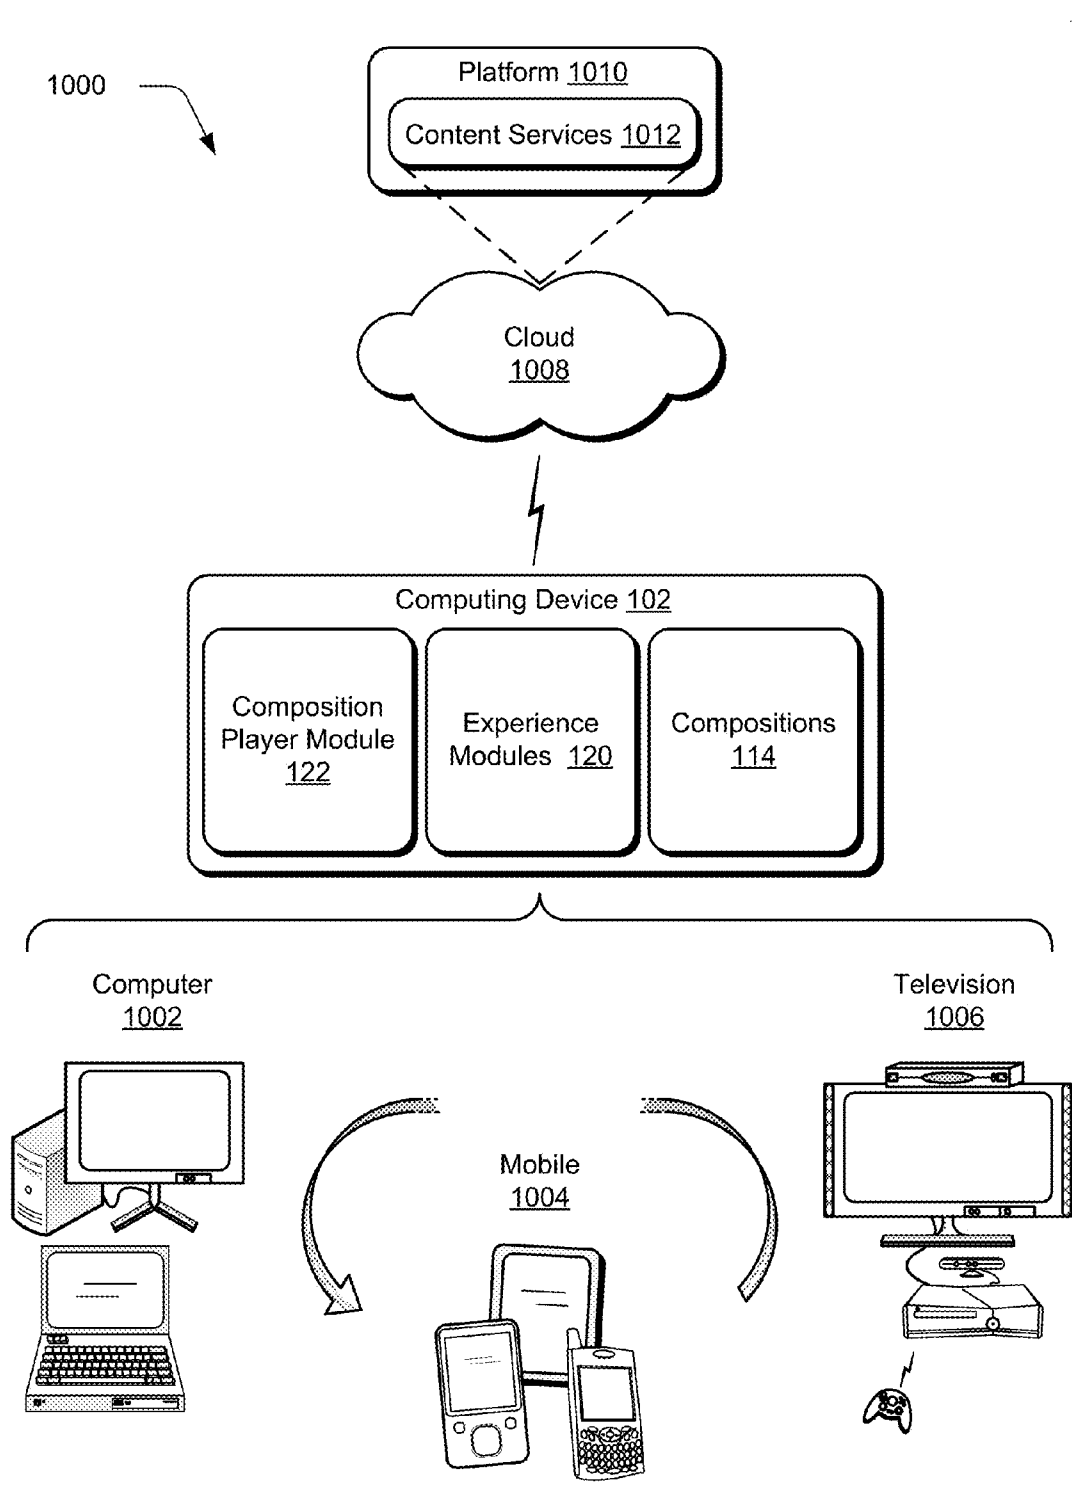 1000
Platform 1010
Content Services 1012
Cloud
1008
Computing Device 102
Composition
Player Module
122
Experience
Modules 120
Compositions
114
Computer
1002
Television
1006
Mobile
1004